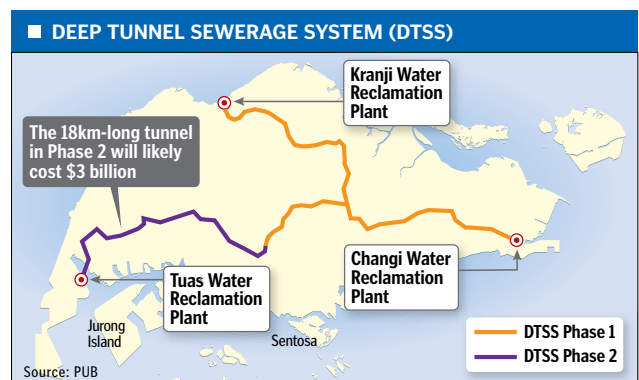 DEEP TUNNEL SEWERAGE SYSTEM (DTSS)
Kranji Water
Reclamation
Plant
The 18km-long tunnel
in Phase 2 will likely
cost $3 billion
Changi Water
Reclamation
Plant
Tuas Water
Reclamation
Plant
Jurong
Island
Sentosa
DTSS Phase 1
DTSS Phase 2
Source: PUB